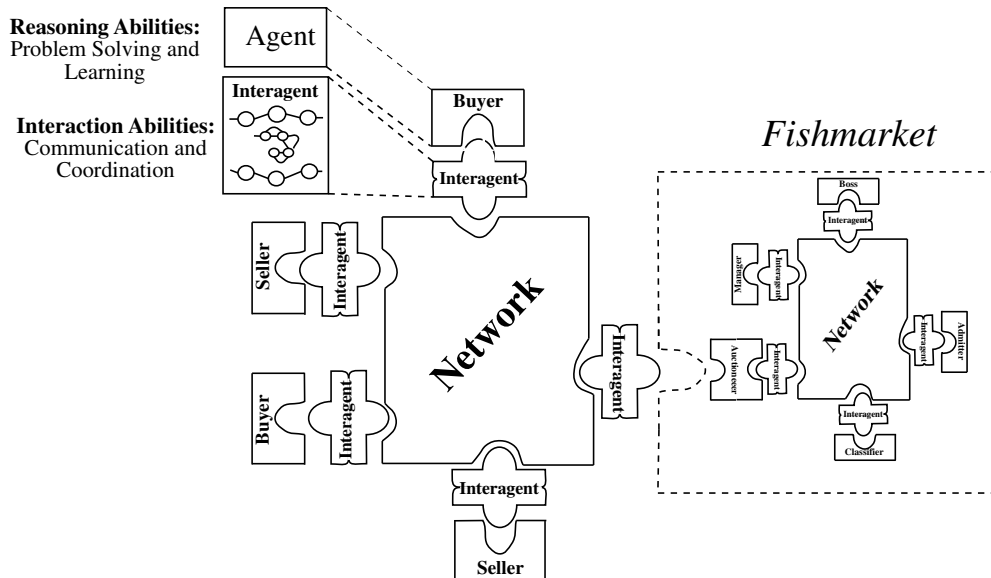 Reasoning Abilities:
Problem Solving and
Learning
Agent
Interagent
Interaction Abilities:
Communication and
Coordination
Buyer
Interagent
Seller
Interagent
Buyer
Interagent
Network
Interagent
Interagent
Seller
Fishmarket
Boss
Interagent
Manager
Interagent
Auctioneer
Interagent
Network
Interagent
Admitter
Interagent
Classifier